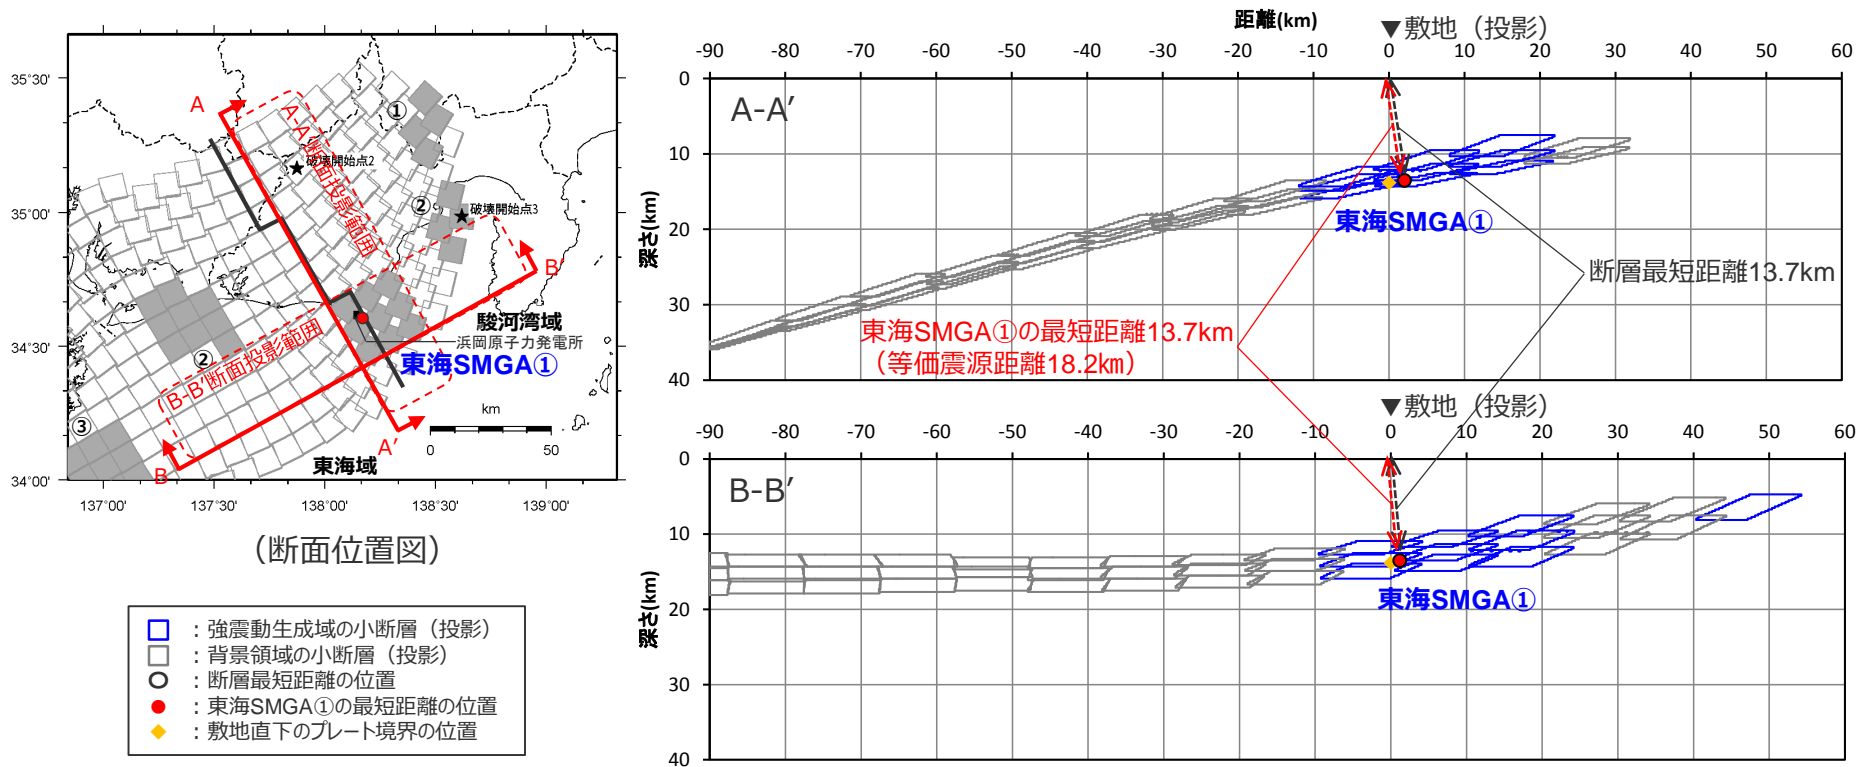 35°30'
35°00'
34°30'
34°00'
137°00'
137°30'
138°00'
138°30'
139°00'
A
A'
B
B'
A-A'断面投影範囲
B-B'断面投影範囲
①
②
②
③
破壊開始点2
破壊開始点3
駿河湾域
浜岡原子力発電所
東海SMGA①
東海域
km
0 50
（断面位置図）
：強震動生成域の小断層（投影）
：背景領域の小断層（投影）
：断層最短距離の位置
：東海SMGA①の最短距離の位置
：敷地直下のプレート境界の位置
距離(km)
▼敷地（投影）
-90 -80 -70 -60 -50 -40 -30 -20 -10 0 10 20 30 40 50 60
0
10
20
30
40
深さ(km)
A-A'
東海SMGA①
断層最短距離13.7km
東海SMGA①の最短距離13.7km
（等価震源距離18.2km）
▼敷地（投影）
-90 -80 -70 -60 -50 -40 -30 -20 -10 0 10 20 30 40 50 60
0
10
20
30
40
深さ(km)
B-B'
東海SMGA①